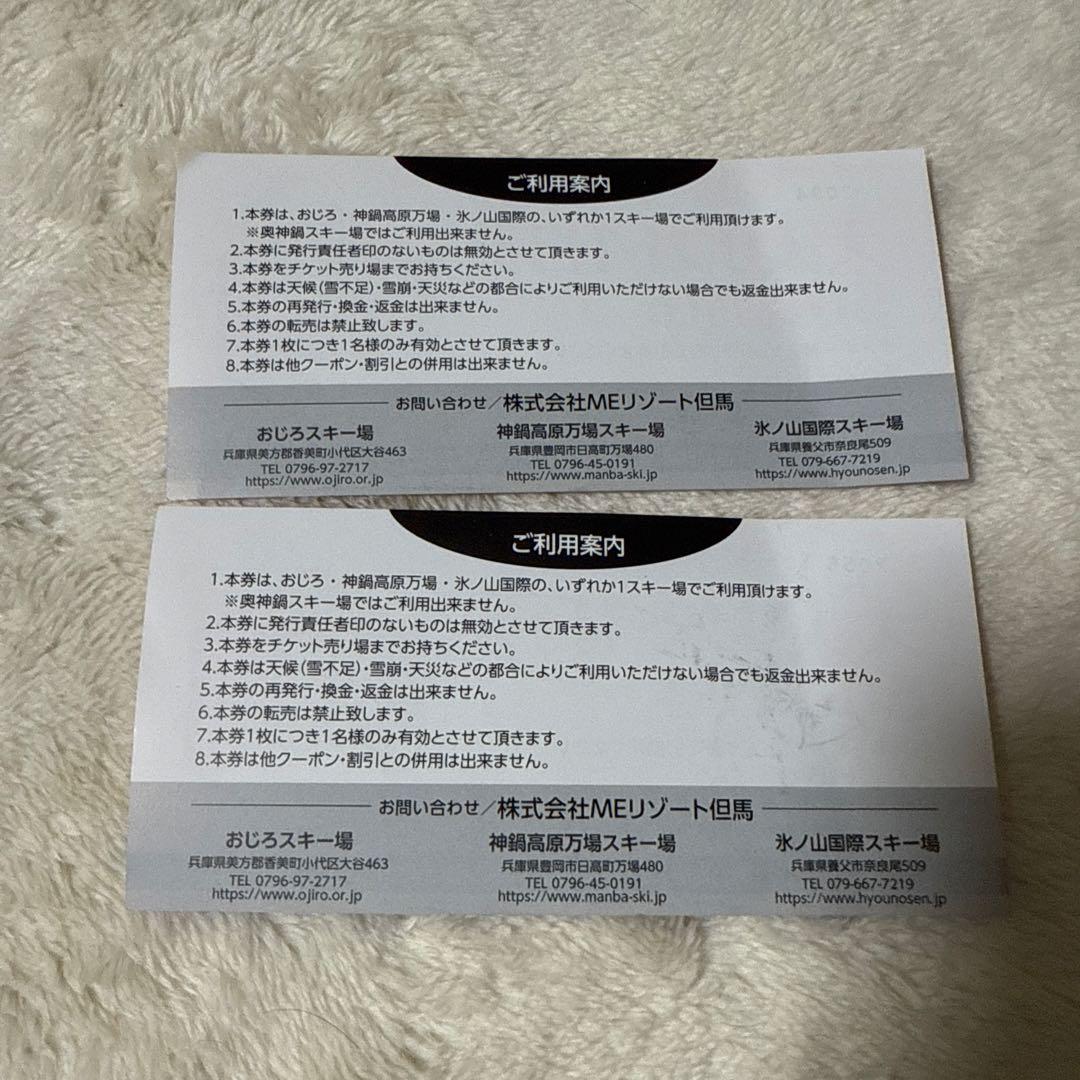 ご利用案内
1.本券は、おじろ・神鍋高原万場・氷ノ山国際の、いずれか1スキー場でご利用頂けます。
※奥神鍋スキー場ではご利用出来ません。
2.本券に発行責任者印のないものは無効とさせて頂きます。
3.本券をチケット売り場までお持ちください。
4.本券は天候(雪不足)・雪崩・天災などの都合によりご利用いただけない場合でも返金出来ません。
5.本券の再発行・換金・返金は出来ません。
6.本券の転売は禁止致します。
7.本券1枚につき1名様のみ有効とさせて頂きます。
8.本券は他クーポン・割引との併用は出来ません。
お問い合わせ/株式会社MEリゾート但馬
おじろスキー場
兵庫県美方郡香美町小代区大谷463
TEL 0796-97-2717
https://www.ojiro.or.jp
神鍋高原万場スキー場
兵庫県豊岡市日高町万場480
TEL 0796-45-0191
https://www.manba-ski.jp
氷ノ山国際スキー場
兵庫県養父市奈良尾509
TEL 079-667-7219
https://www.hyounosen.jp
ご利用案内
1.本券は、おじろ・神鍋高原万場・氷ノ山国際の、いずれか1スキー場でご利用頂けます。
※奥神鍋スキー場ではご利用出来ません。
2.本券に発行責任者印のないものは無効とさせて頂きます。
3.本券をチケット売り場までお持ちください。
4.本券は天候(雪不足)・雪崩・天災などの都合によりご利用いただけない場合でも返金出来ません。
5.本券の再発行・換金・返金は出来ません。
6.本券の転売は禁止致します。
7.本券1枚につき1名様のみ有効とさせて頂きます。
8.本券は他クーポン・割引との併用は出来ません。
お問い合わせ/株式会社MEリゾート但馬
おじろスキー場
兵庫県美方郡香美町小代区大谷463
TEL 0796-97-2717
https://www.ojiro.or.jp
神鍋高原万場スキー場
兵庫県豊岡市日高町万場480
TEL 0796-45-0191
https://www.manba-ski.jp
氷ノ山国際スキー場
兵庫県養父市奈良尾509
TEL 079-667-7219
https://www.hyounosen.jp